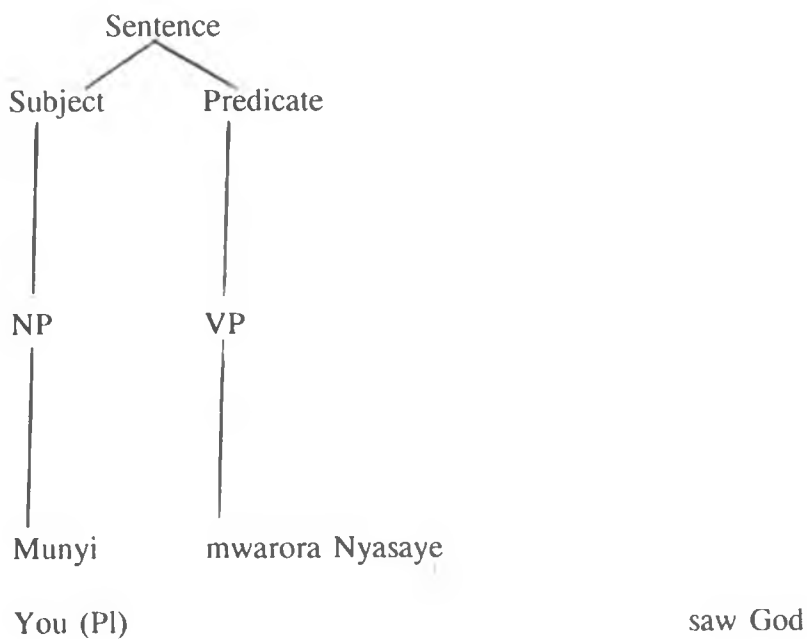 Sentence
Subject Predicate
NP VP
Munyi mwarora Nyasaye
You (Pl) saw God